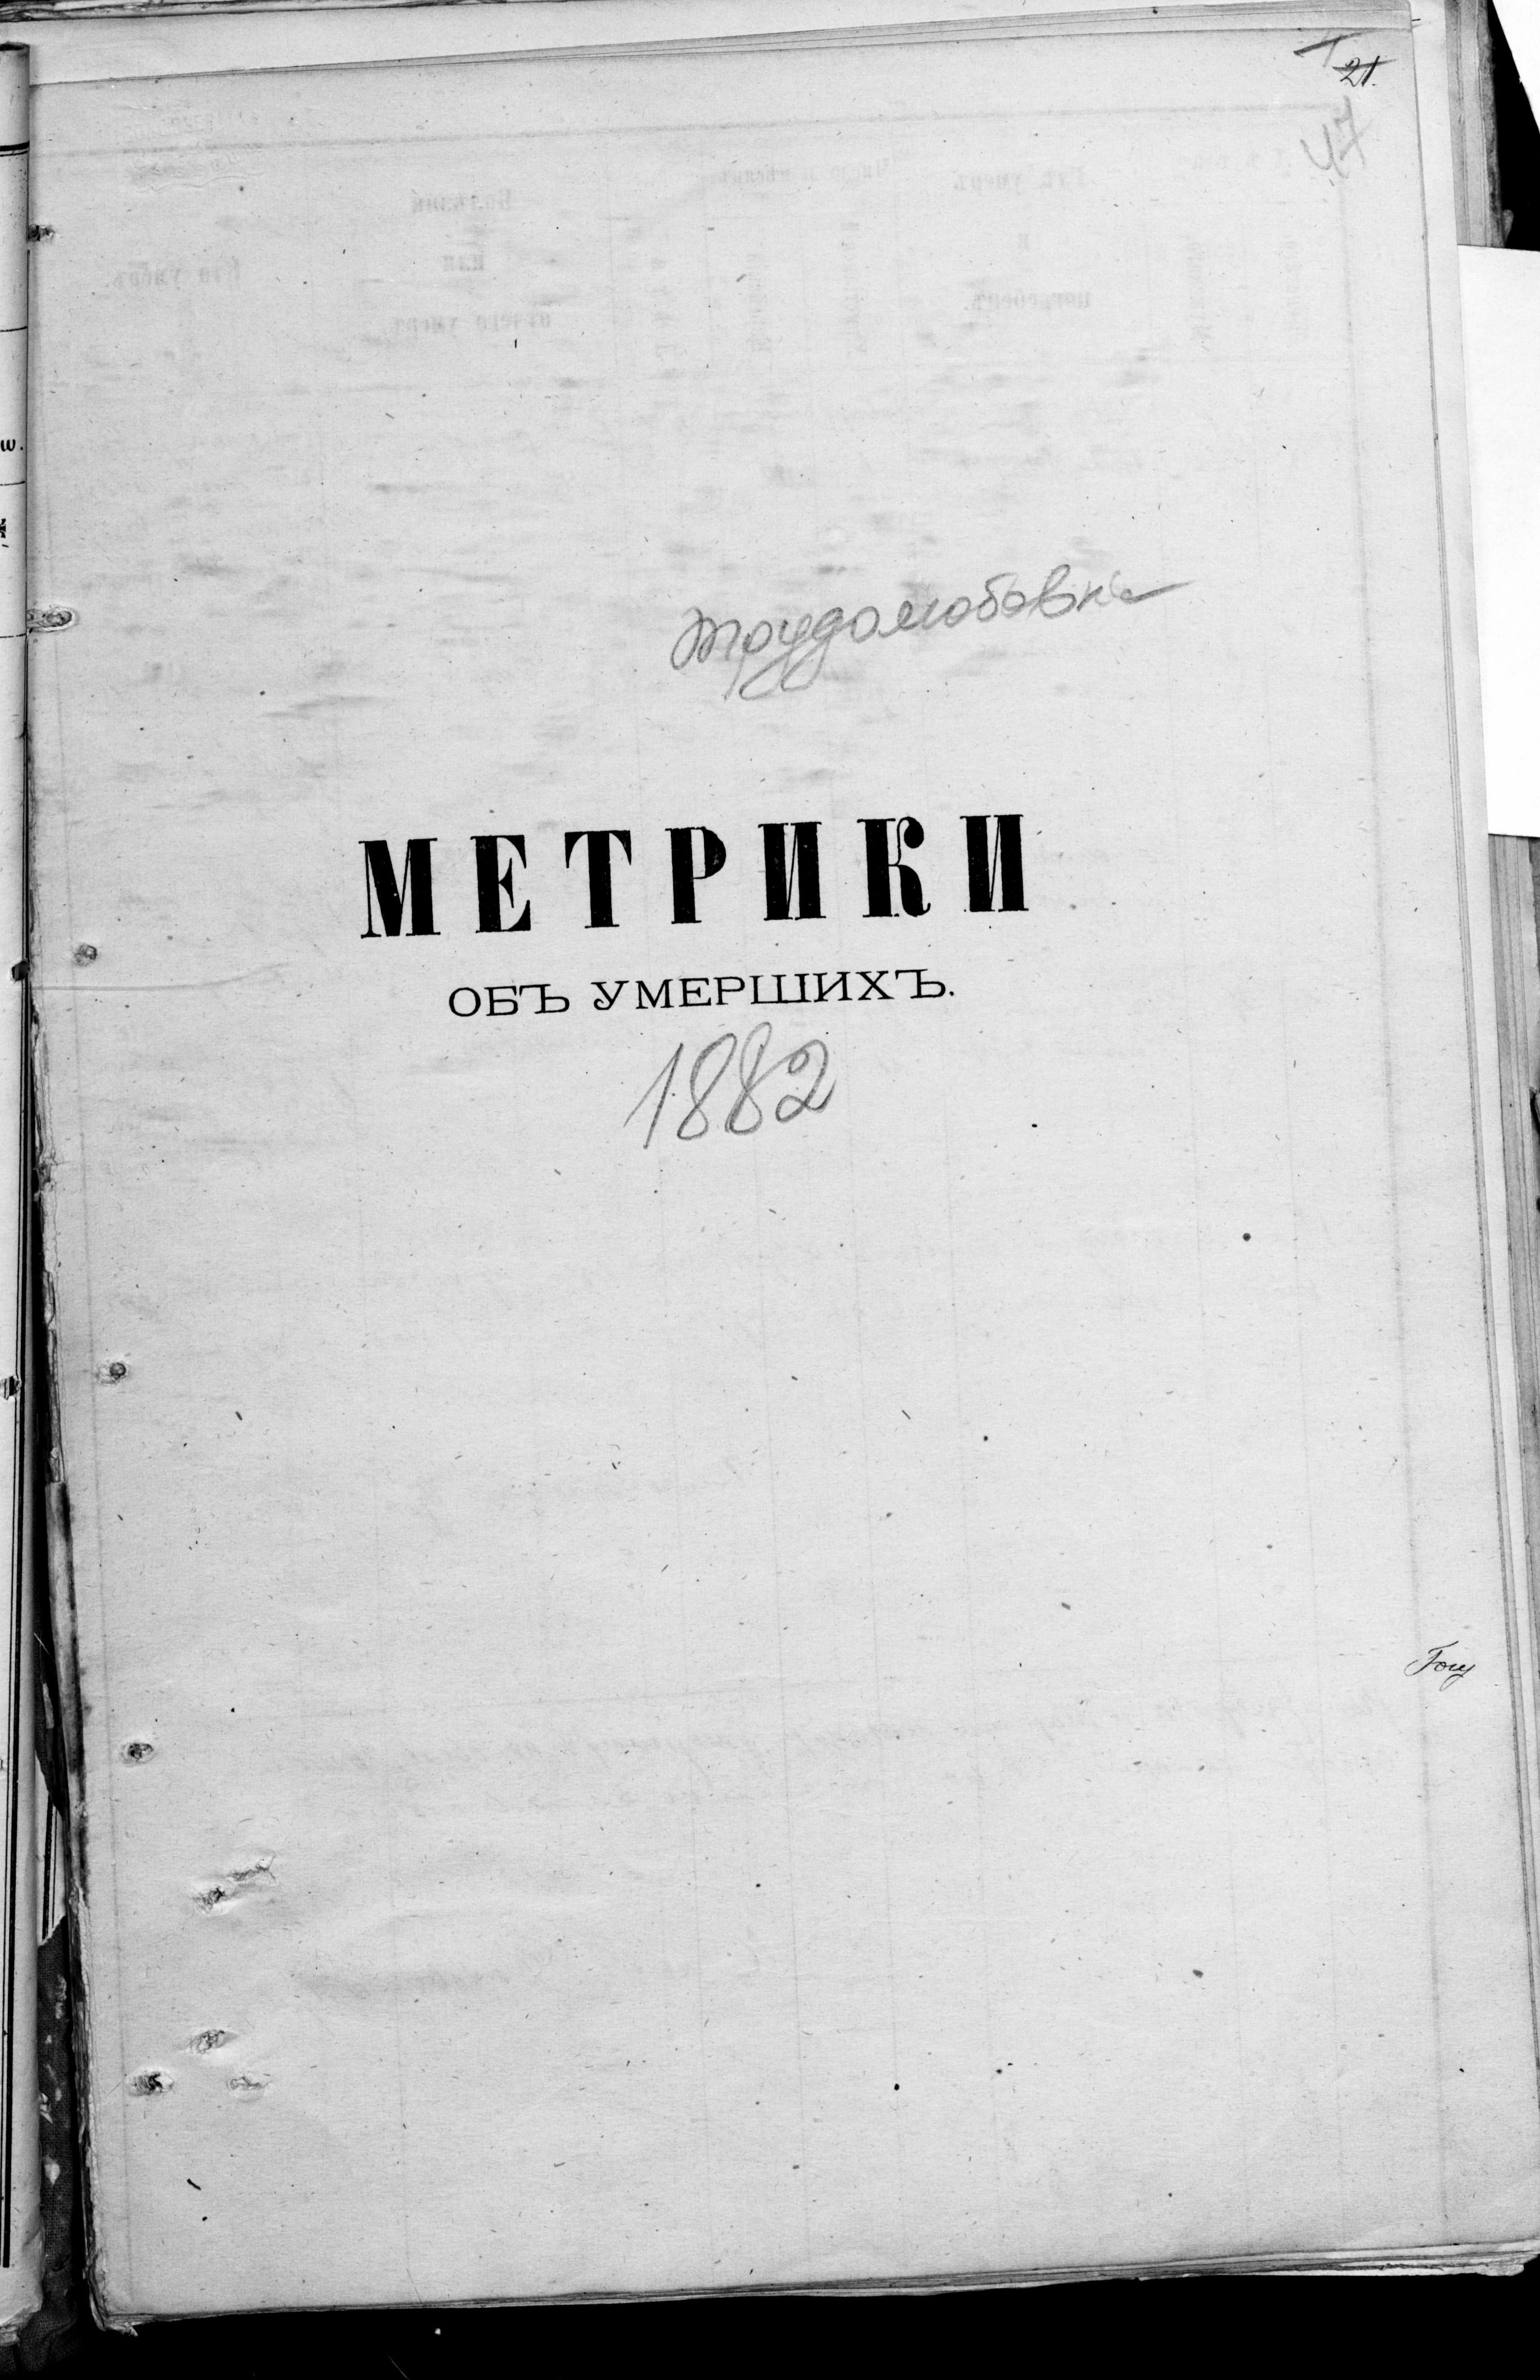 21.
47
Трудолюбовка
МЕТРИКИ
ОБЪ УМЕРШИХЪ.
1882